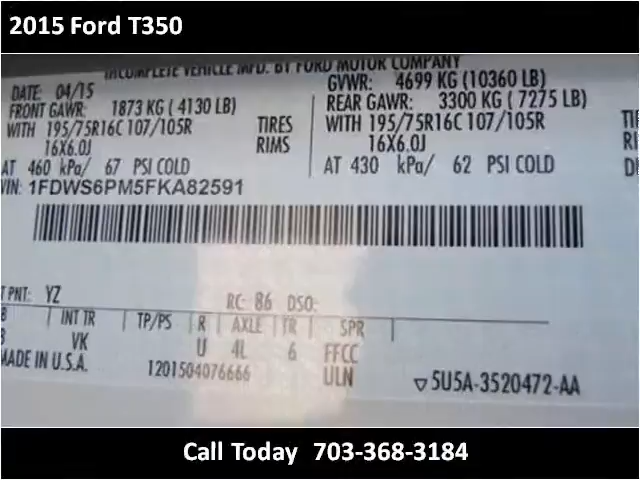 2015 Ford T350
INCOMPLETE VEHICLE MFD. BY FORD MOTOR COMPANY
DATE: 04/15 GVWR: 4699 KG (10360 LB)
FRONT GAWR: 1873 KG ( 4130 LB) REAR GAWR: 3300 KG ( 7275 LB)
WITH 195/75R16C 107/105R TIRES WITH 195/75R16C 107/105R TI
16X6.0J RIMS 16X6.0J RI
AT 460 kPa/ 67 PSI COLD AT 430 kPa/ 62 PSI COLD
VIN: 1FDWS6PM5FKA82591
T PNT: YZ RC: 86 DSO:
B INT TR TP/PS R AXLE TR SPR
VK U 4L 6 FFCC
MADE IN U.S.A. 1201504076666 ULN ▽5U5A-3520472-AA
Call Today 703-368-3184